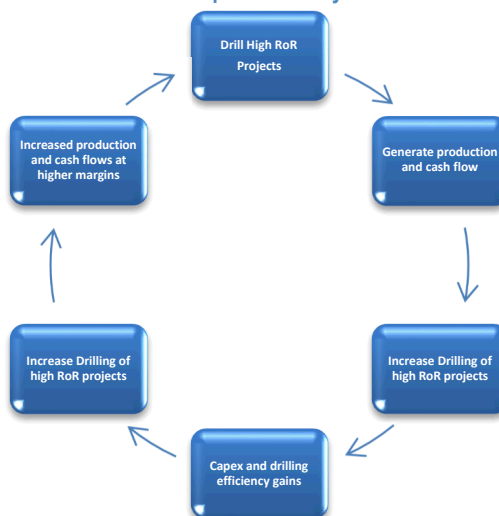 Drill High RoR
Projects
Generate production
and cash flow
Increase Drilling of
high RoR projects
Capex and drilling
efficiency gains
Increase Drilling of
high RoR projects
Increased production
and cash flows at
higher margins